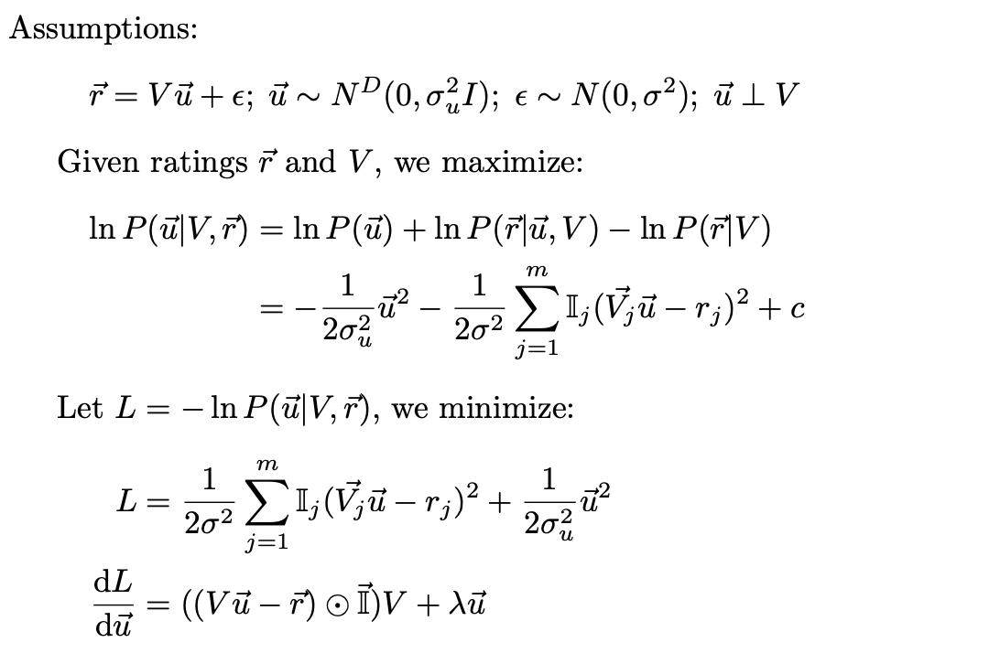 Assumptions:
$\vec{r} = V\vec{u} + \epsilon;\ \vec{u} \sim N^D(0, \sigma_u^2 I);\ \epsilon \sim N(0, \sigma^2);\ \vec{u} \perp V$
Given ratings $\vec{r}$ and $V$, we maximize:
$\ln P(\vec{u}|V, \vec{r}) = \ln P(\vec{u}) + \ln P(\vec{r}|\vec{u}, V) - \ln P(\vec{r}|V)$
$= -\frac{1}{2\sigma_u^2}\vec{u}^2 - \frac{1}{2\sigma^2}\sum_{j=1}^{m} \mathbb{I}_j(\vec{V_j}\vec{u} - r_j)^2 + c$
Let $L = -\ln P(\vec{u}|V, \vec{r})$, we minimize:
$L = \frac{1}{2\sigma^2}\sum_{j=1}^{m} \mathbb{I}_j(\vec{V_j}\vec{u} - r_j)^2 + \frac{1}{2\sigma_u^2}\vec{u}^2$
$\frac{\mathrm{d}L}{\mathrm{d}\vec{u}} = ((V\vec{u} - \vec{r}) \odot \vec{\mathbb{I}})V + \lambda\vec{u}$